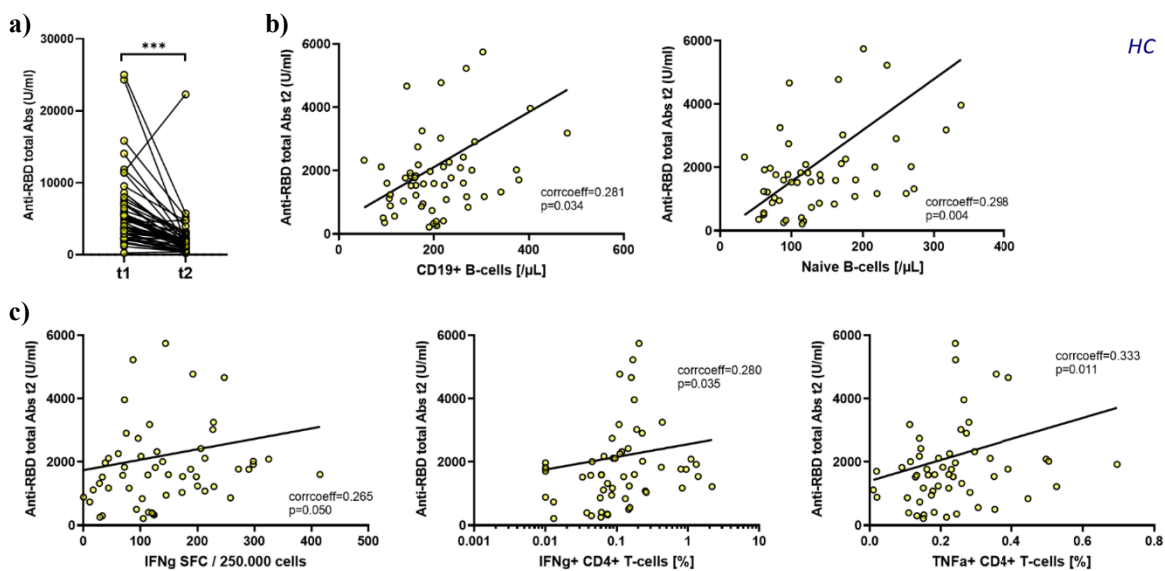 a)
Anti-RBD total Abs (U/ml)
30000
20000
10000
0
***
t1
t2
b)
Anti-RBD total Abs t2 (U/ml)
6000
4000
2000
0
corrcoeff=0.281
p=0.034
0
200
400
600
CD19+ B-cells [/µL]
Anti-RBD total Abs t2 (U/ml)
6000
4000
2000
0
corrcoeff=0.298
p=0.004
0
100
200
300
400
Naive B-cells [/µL]
HC
c)
Anti-RBD total Abs t2 (U/ml)
6000
4000
2000
0
corrcoeff=0.265
p=0.050
0
100
200
300
400
500
IFNg SFC / 250.000 cells
Anti-RBD total Abs t2 (U/ml)
6000
4000
2000
0
corrcoeff=0.280
p=0.035
0.001
0.01
0.1
1
10
IFNg+ CD4+ T-cells [%]
Anti-RBD total Abs t2 (U/ml)
6000
4000
2000
0
corrcoeff=0.333
p=0.011
0.0
0.2
0.4
0.6
0.8
TNFa+ CD4+ T-cells [%]